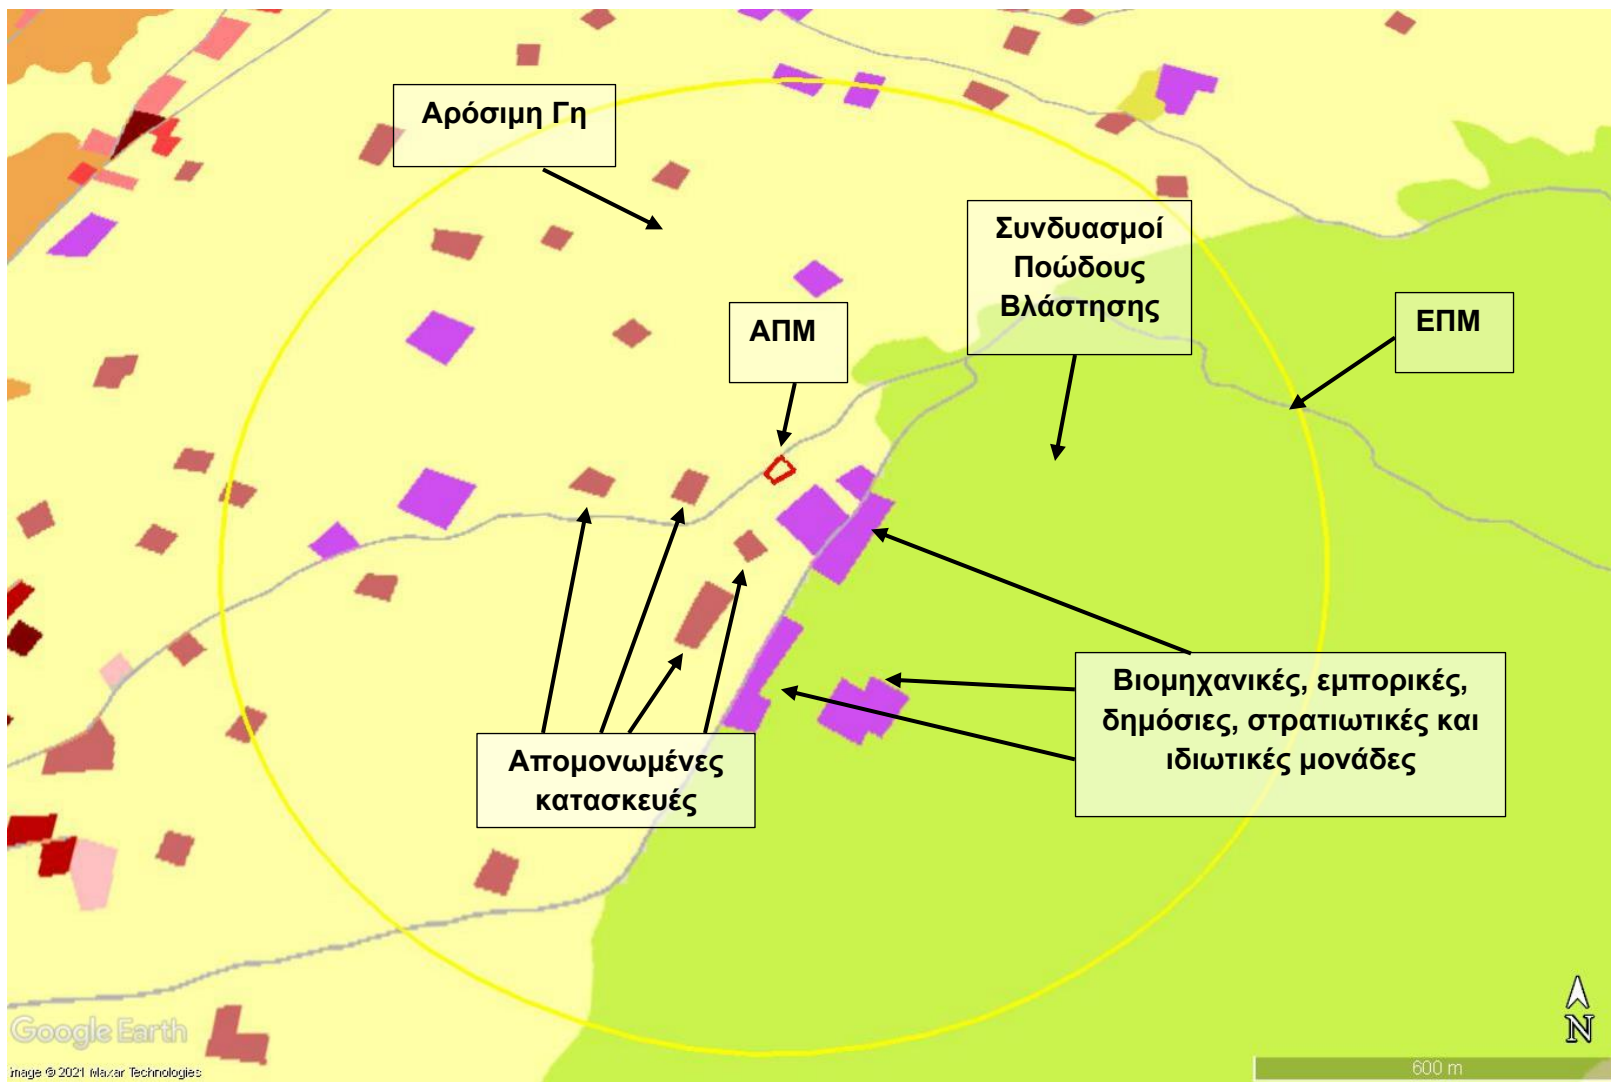 Αρόσιμη Γη
Συνδυασμοί
Ποώδους
Βλάστησης
ΑΠΜ
ΕΠΜ
Βιομηχανικές, εμπορικές,
δημόσιες, στρατιωτικές και
ιδιωτικές μονάδες
Απομονωμένες
κατασκευές
Google Earth
Image © 2021 Maxar Technologies
N
600 m